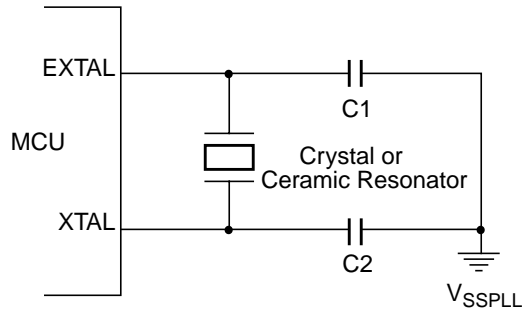 EXTAL
C1
MCU
Crystal or
Ceramic Resonator
XTAL
C2
VSSPLL